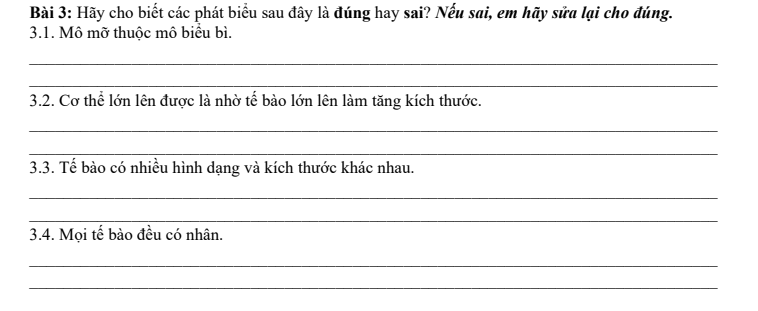 Bài 3: Hãy cho biết các phát biểu sau đây là đúng hay sai? Nếu sai, em hãy sửa lại cho đúng.
3.1. Mô mỡ thuộc mô biểu bì.
3.2. Cơ thể lớn lên được là nhờ tế bào lớn lên làm tăng kích thước.
3.3. Tế bào có nhiều hình dạng và kích thước khác nhau.
3.4. Mọi tế bào đều có nhân.